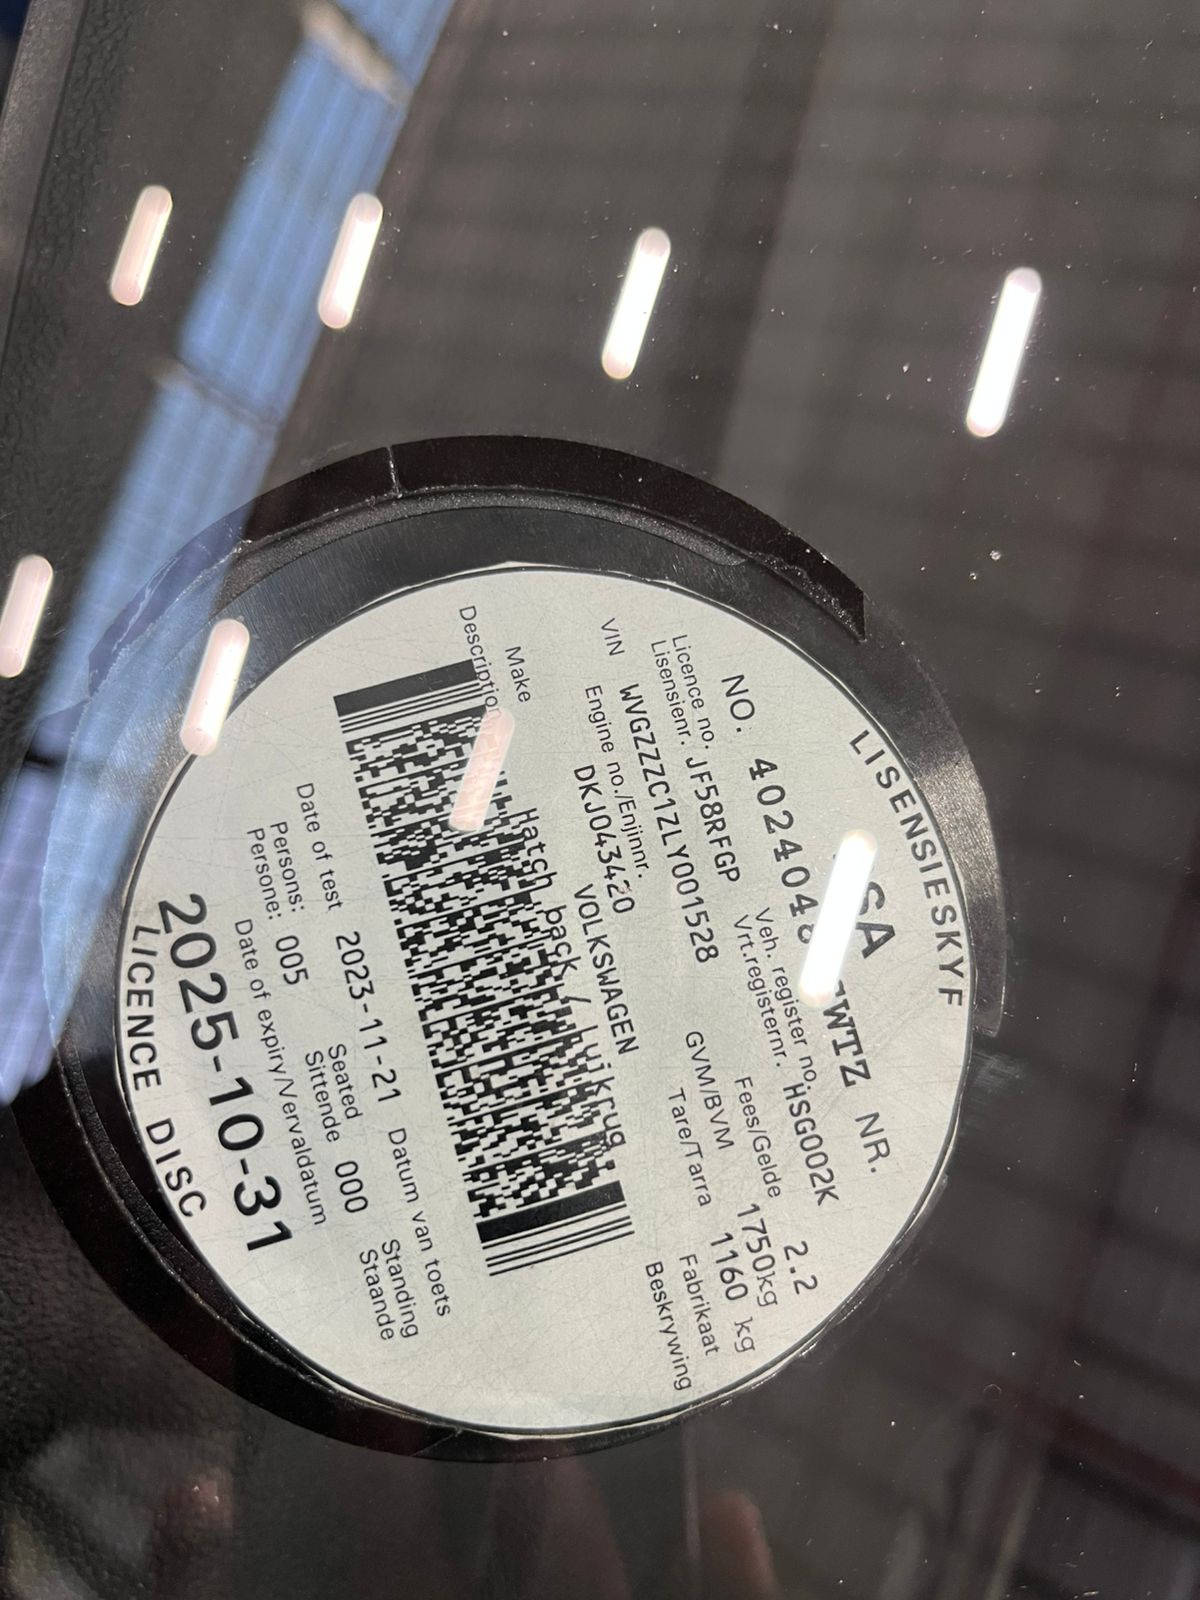 LISENSIESKYF
NO. 402404
NR.
Licence no.
Lisensienr. JF58RFGP
Veh. register no.
Vrt.registernr. HSG002K
VIN WVGZZZC1ZLY001528
Fees/Gelde 2.2
Engine no./Enjinnr. DKJ043420
GVM/BVM 1750kg
Tare/Tarra 1160 kg
Make VOLKSWAGEN Fabrikaat
Description Hatch back / Luikrug Beskrywing
Date of test 2023-11-21 Datum van toets
Persons:
Persone: 005
Seated
Sittende 000
Standing
Staande
Date of expiry/Vervaldatum
2025-10-31
LICENCE DISC